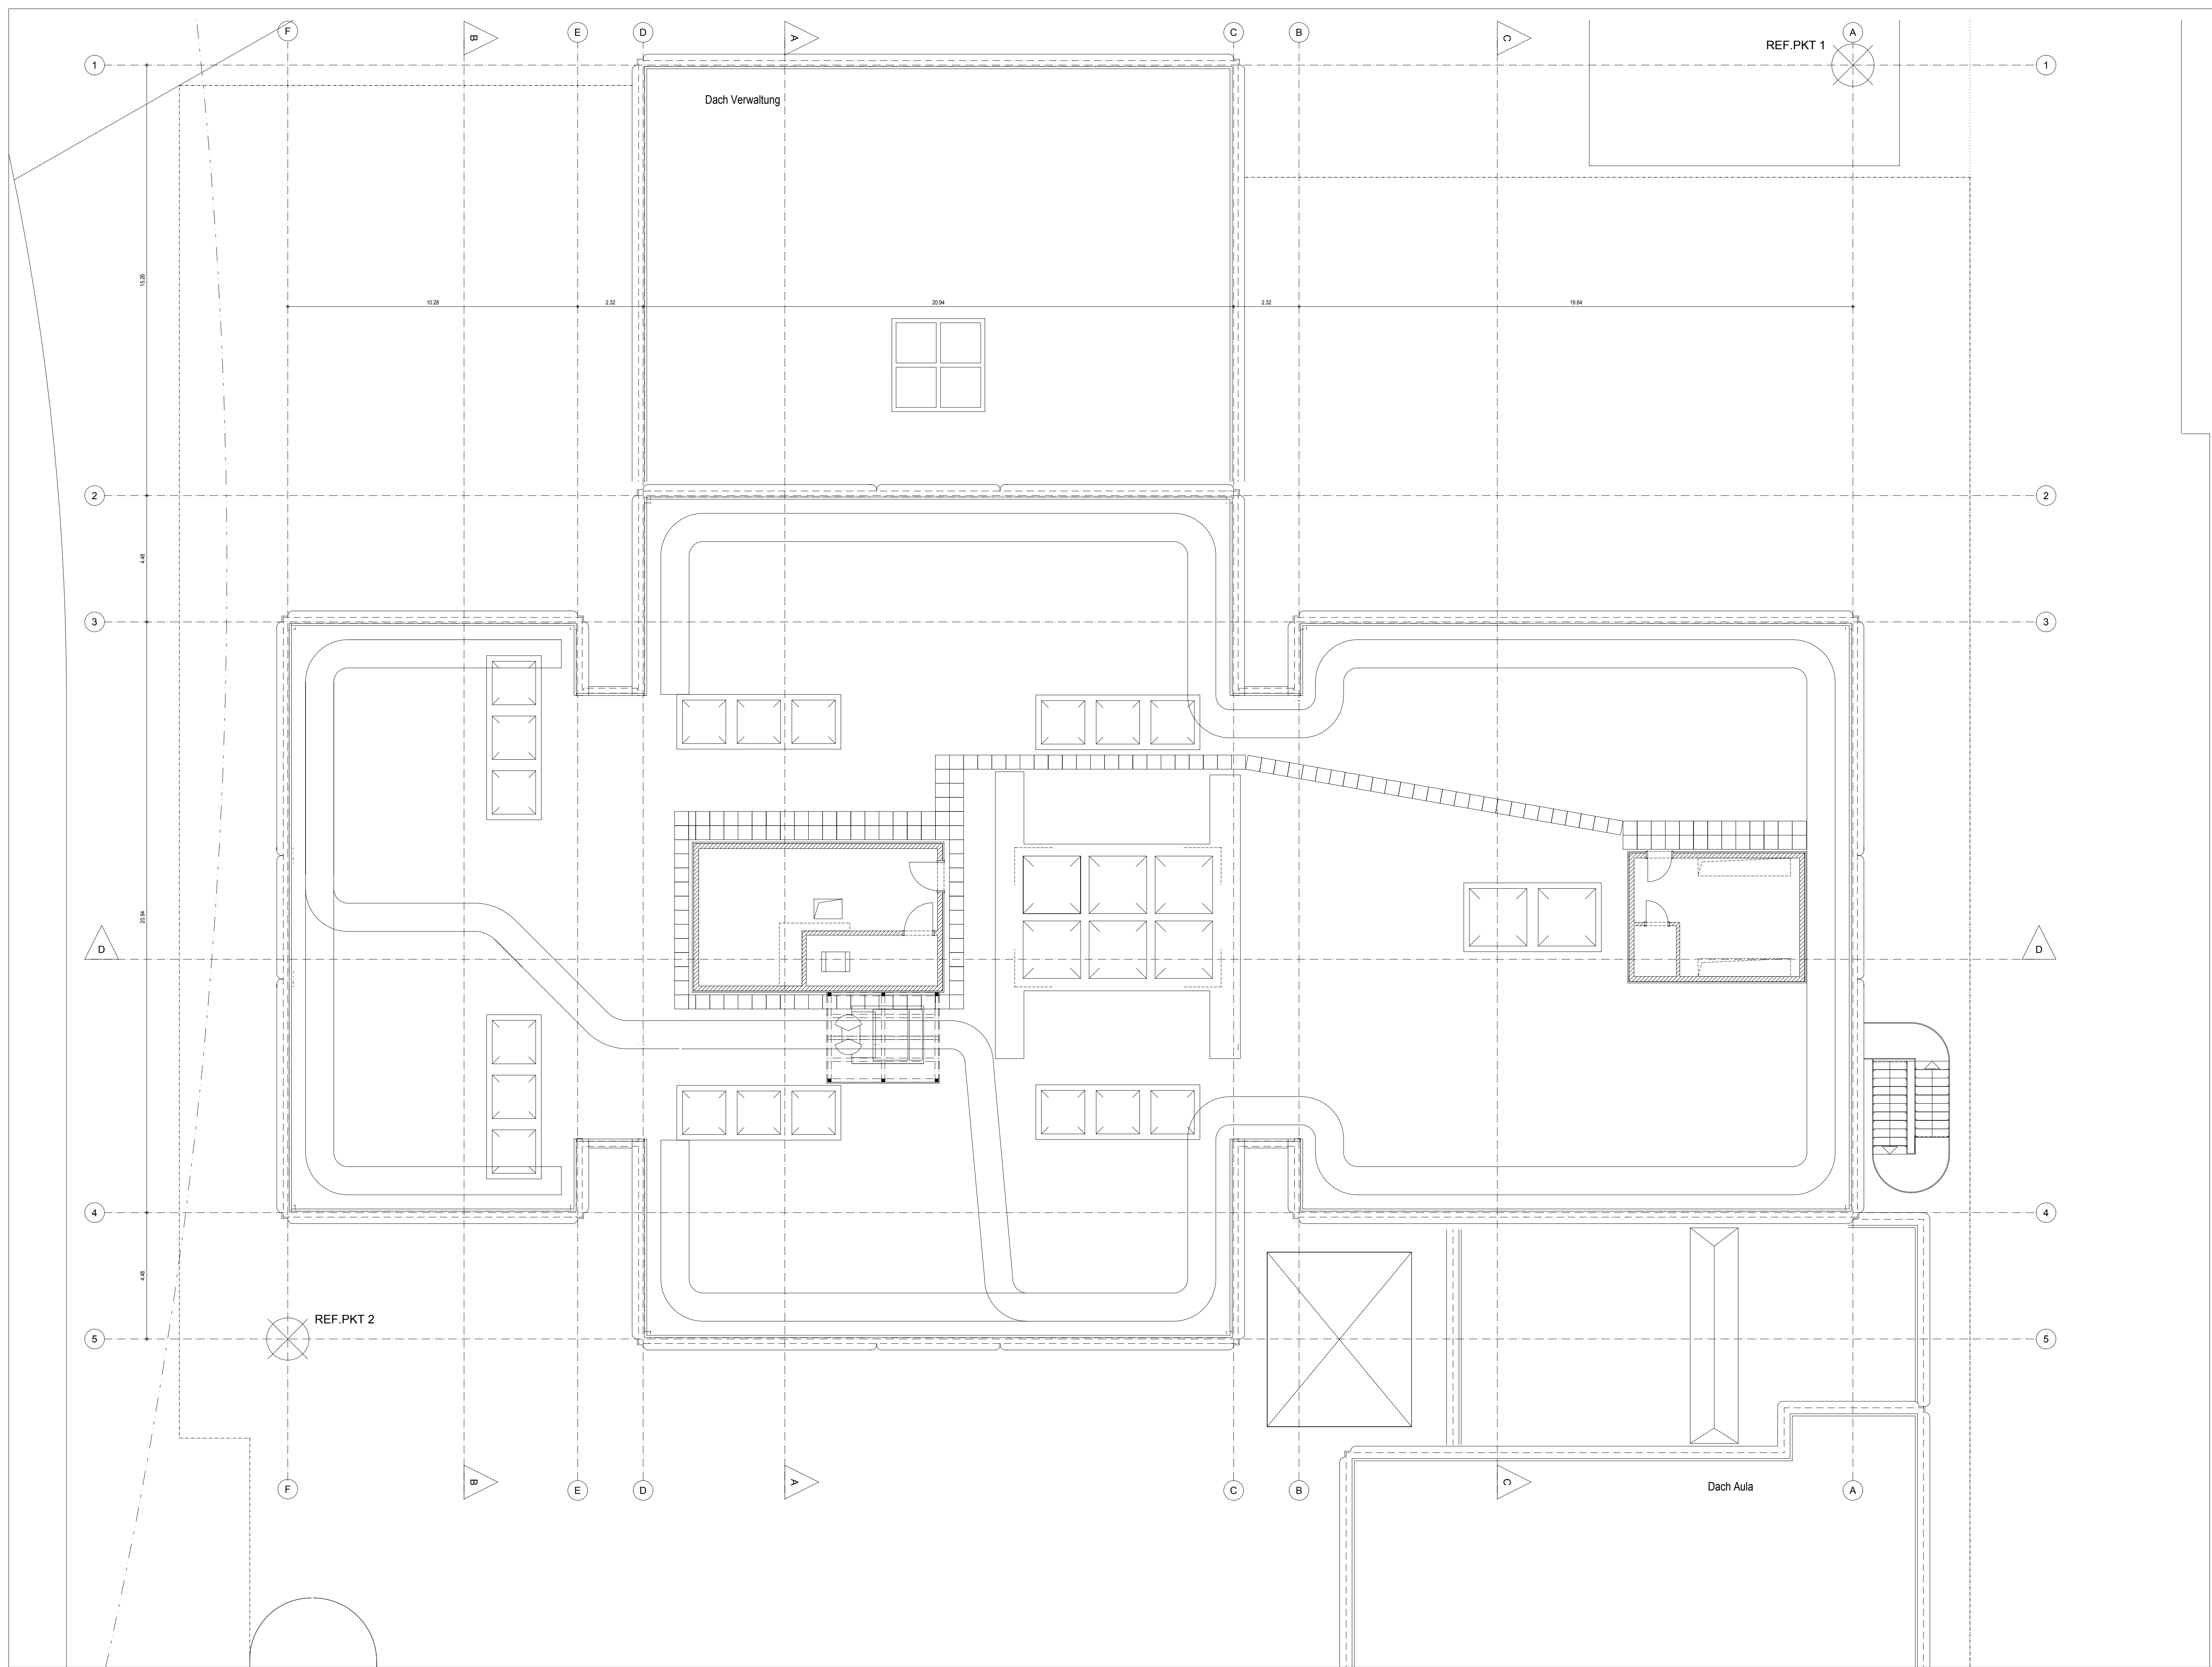 F
B
E
D
A
C
B
C
A
REF.PKT 1
1
1
Dach Verwaltung
15.26
10.28
2.32
20.94
2.32
19.64
2
2
4.48
3
3
20.94
D
D
4
4
4.48
REF.PKT 2
5
5
F
B
E
D
A
C
B
C
A
Dach Aula